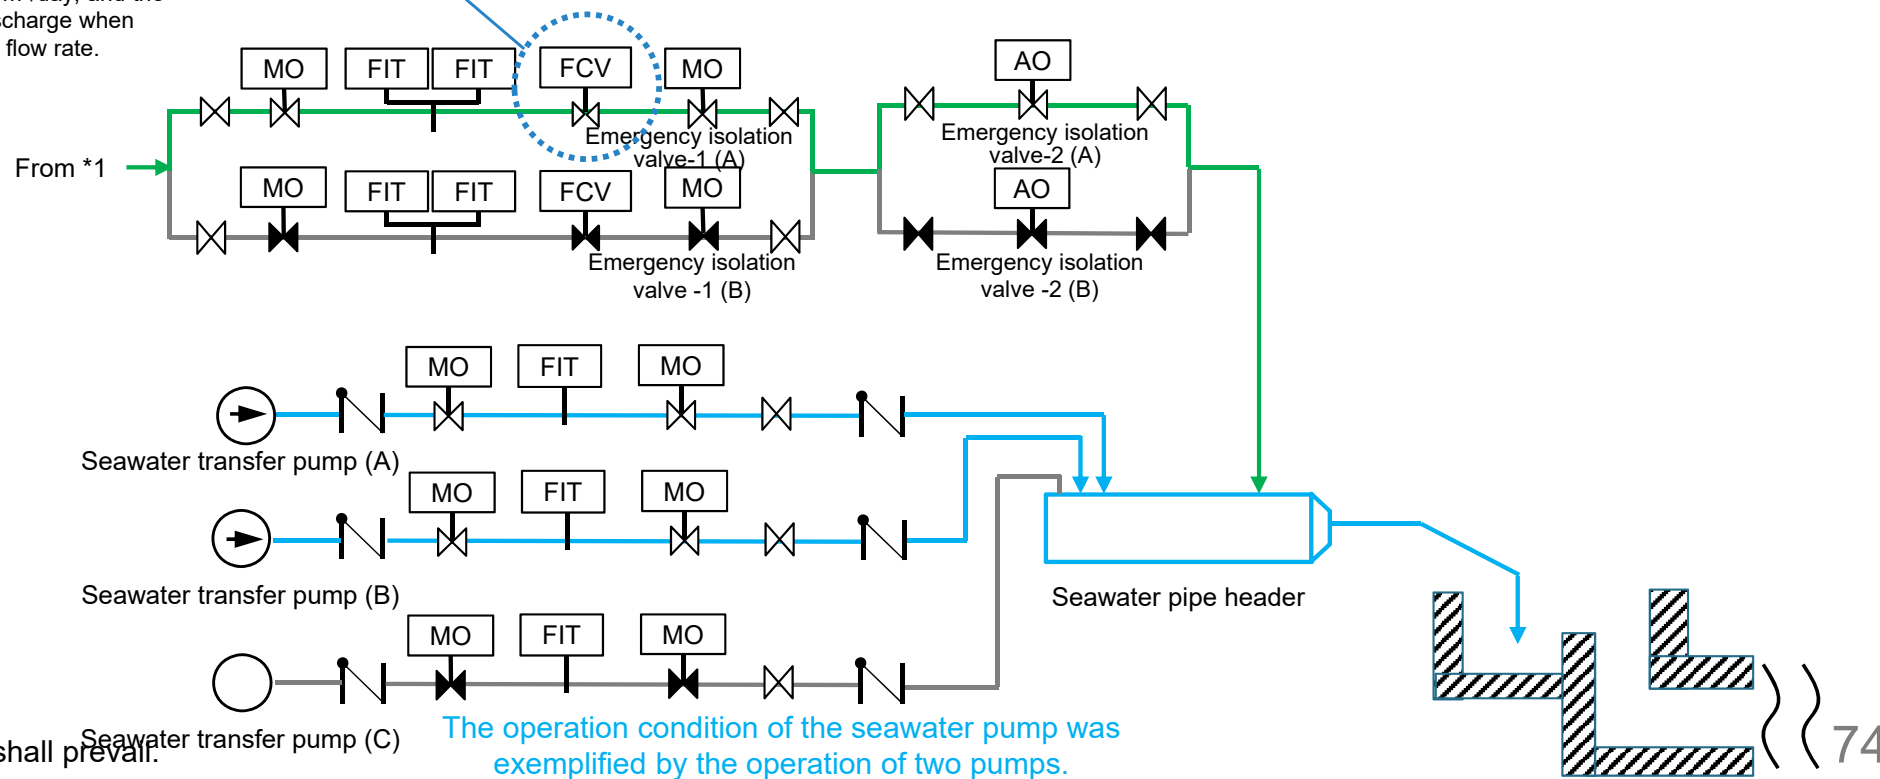 scharge when
flow rate.
MO FIT FIT FCV MO AO
Emergency isolation
valve-1 (A)
Emergency isolation
valve-2 (A)
From *1
MO FIT FIT FCV MO AO
Emergency isolation
valve -1 (B)
Emergency isolation
valve -2 (B)
MO FIT MO
Seawater transfer pump (A)
MO FIT MO
Seawater transfer pump (B)
Seawater pipe header
MO FIT MO
Seawater transfer pump (C)
The operation condition of the seawater pump was
exemplified by the operation of two pumps.
shall prevail.
74